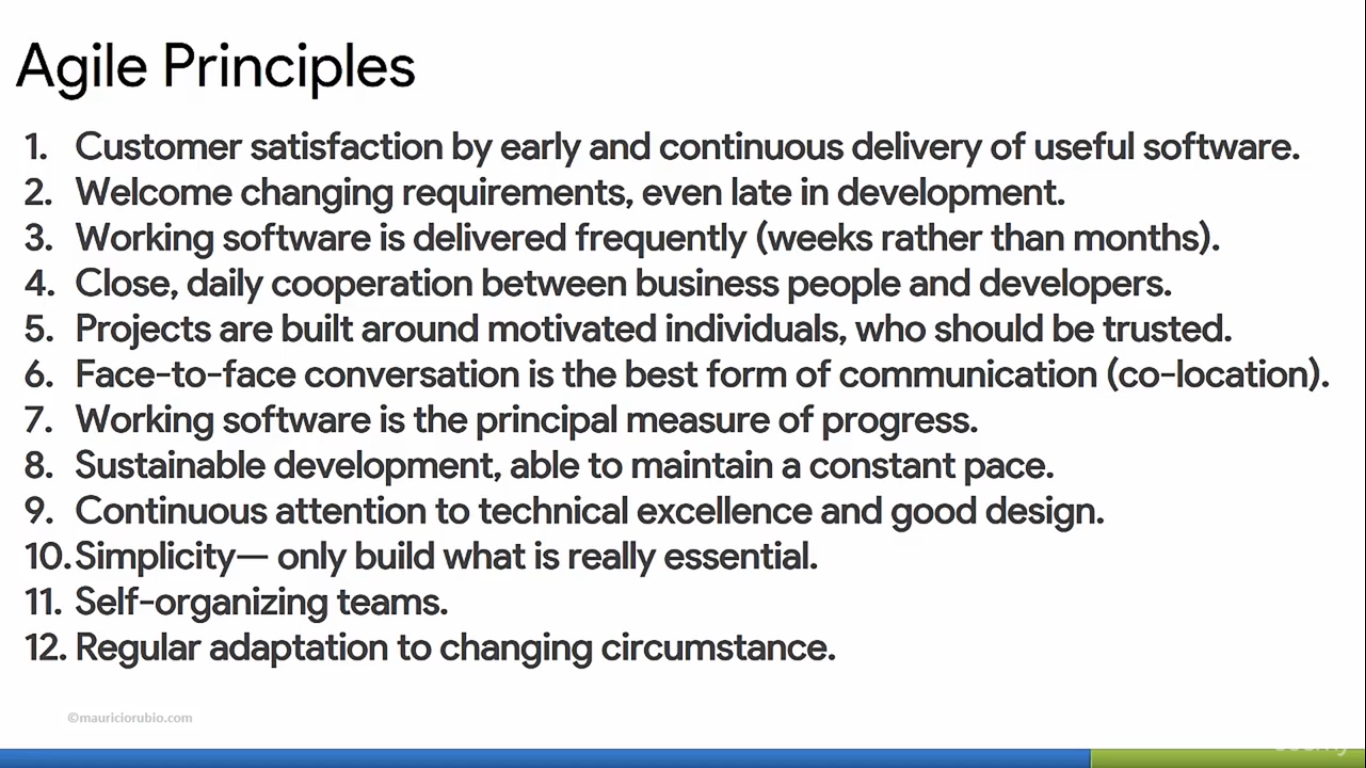 Agile Principles
1. Customer satisfaction by early and continuous delivery of useful software.
2. Welcome changing requirements, even late in development.
3. Working software is delivered frequently (weeks rather than months).
4. Close, daily cooperation between business people and developers.
5. Projects are built around motivated individuals, who should be trusted.
6. Face-to-face conversation is the best form of communication (co-location).
7. Working software is the principal measure of progress.
8. Sustainable development, able to maintain a constant pace.
9. Continuous attention to technical excellence and good design.
10. Simplicity— only build what is really essential.
11. Self-organizing teams.
12. Regular adaptation to changing circumstance.
©mauriciorubio.com